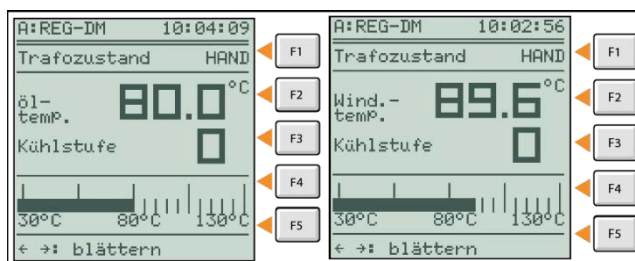 A:REG-DM 10:04:09
Trafozustand HAND
öl-
temp. 80.0 °C
Kühlstufe 0
30°C 80°C 130°C
← →: blättern
F1
F2
F3
F4
F5
A:REG-DM 10:02:56
Trafozustand HAND
Wind.-
temp. 89.6 °C
Kühlstufe 0
30°C 80°C 130°C
← →: blättern
F1
F2
F3
F4
F5